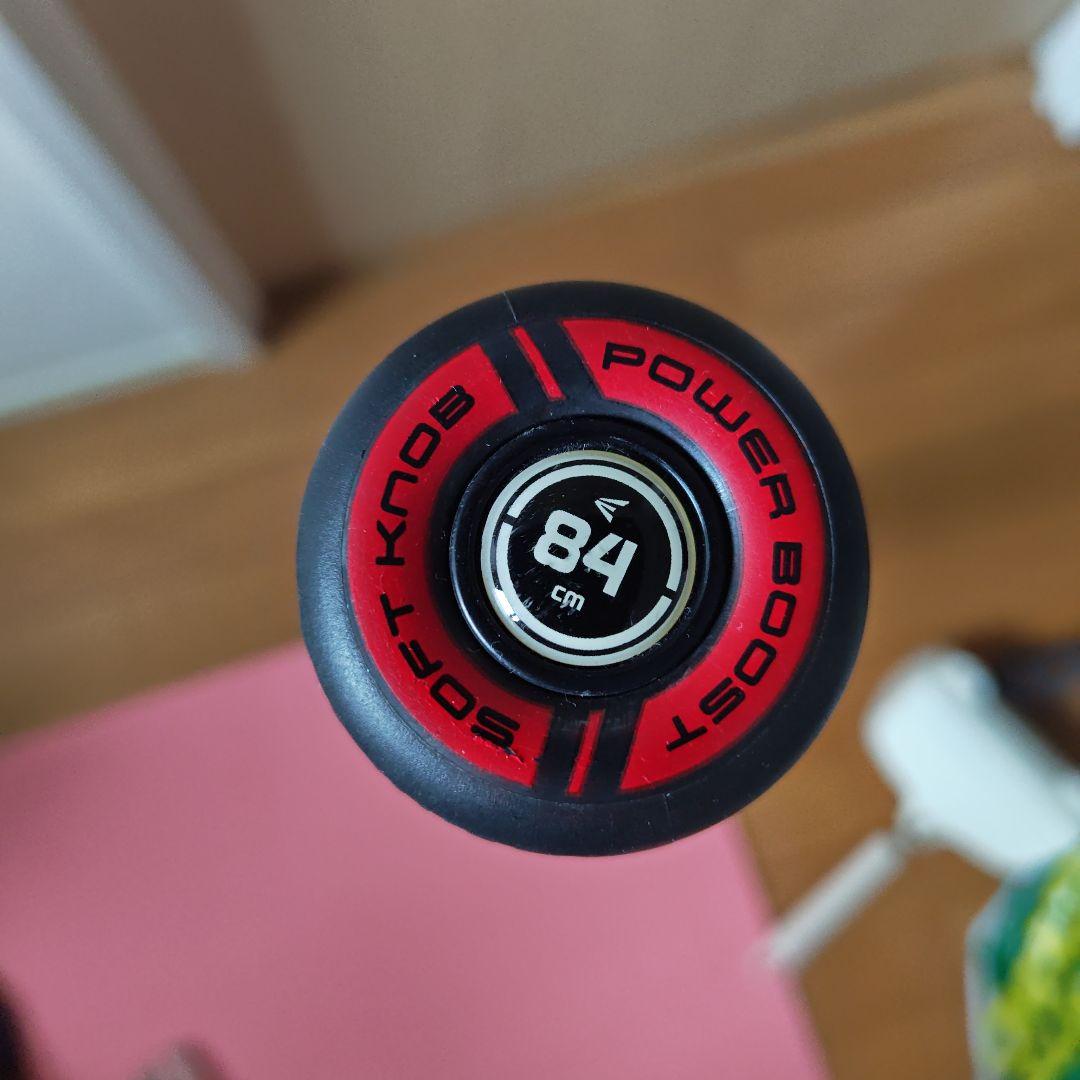 POWER BOOST
SOFT KNOB
84
cm